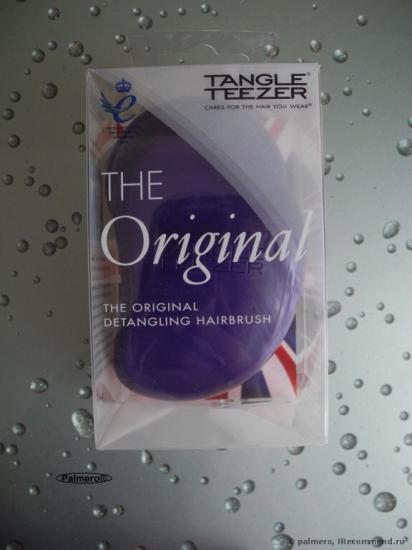 TANGLE®
TEEZER
CARES FOR THE HAIR YOU WEAR®
THE
Original
TEEZER
THE ORIGINAL
DETANGLING HAIRBRUSH
Palmero®
© palmero, IRecommend.ru